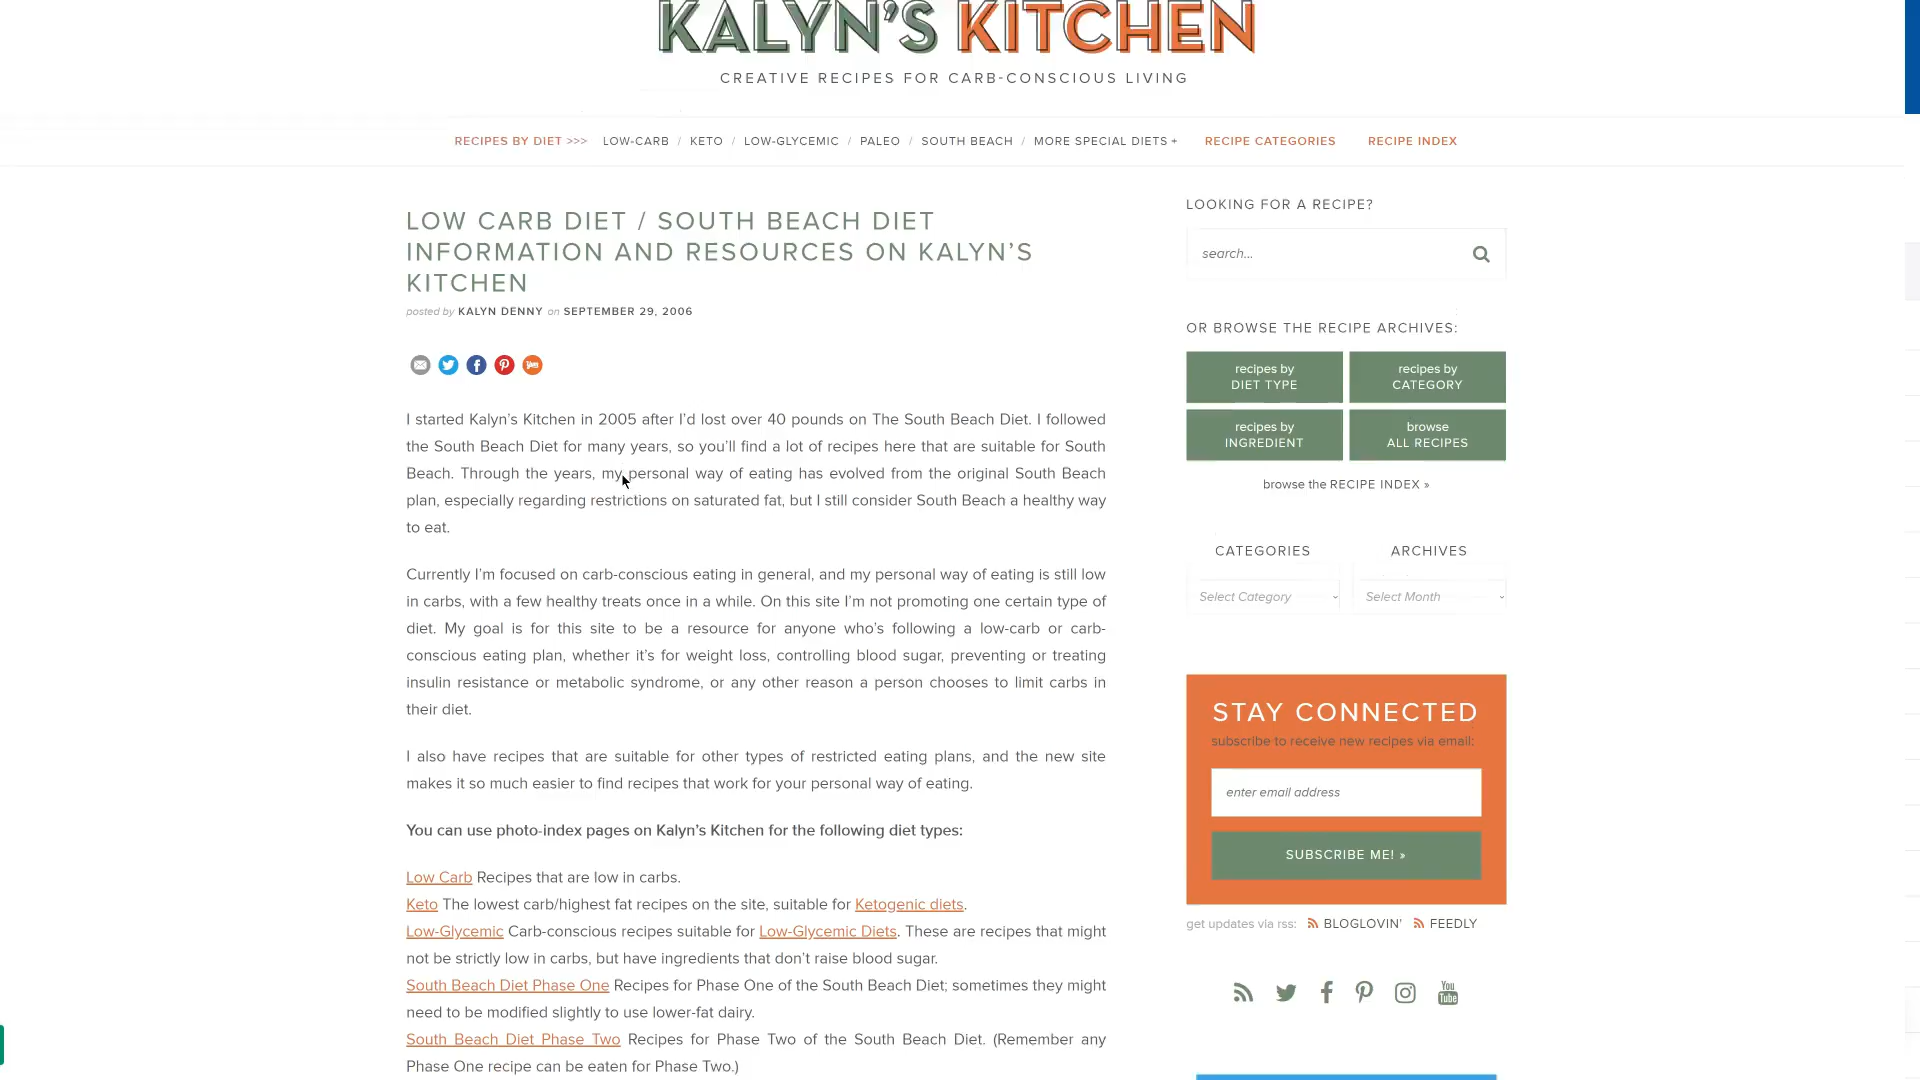 KALYN'S KITCHEN
CREATIVE RECIPES FOR CARB-CONSCIOUS LIVING
RECIPES BY DIET >>> LOW-CARB / KETO / LOW-GLYCEMIC / PALEO / SOUTH BEACH / MORE SPECIAL DIETS + RECIPE CATEGORIES RECIPE INDEX
LOW CARB DIET / SOUTH BEACH DIET
INFORMATION AND RESOURCES ON KALYN'S
KITCHEN
posted by KALYN DENNY on SEPTEMBER 29, 2006
I started Kalyn's Kitchen in 2005 after I'd lost over 40 pounds on The South Beach Diet. I followed
the South Beach Diet for many years, so you'll find a lot of recipes here that are suitable for South
Beach. Through the years, my personal way of eating has evolved from the original South Beach
plan, especially regarding restrictions on saturated fat, but I still consider South Beach a healthy way
to eat.
Currently I'm focused on carb-conscious eating in general, and my personal way of eating is still low
in carbs, with a few healthy treats once in a while. On this site I'm not promoting one certain type of
diet. My goal is for this site to be a resource for anyone who's following a low-carb or carb-
conscious eating plan, whether it's for weight loss, controlling blood sugar, preventing or treating
insulin resistance or metabolic syndrome, or any other reason a person chooses to limit carbs in
their diet.
I also have recipes that are suitable for other types of restricted eating plans, and the new site
makes it so much easier to find recipes that work for your personal way of eating.
You can use photo-index pages on Kalyn's Kitchen for the following diet types:
Low Carb Recipes that are low in carbs.
Keto The lowest carb/highest fat recipes on the site, suitable for Ketogenic diets.
Low-Glycemic Carb-conscious recipes suitable for Low-Glycemic Diets. These are recipes that might
not be strictly low in carbs, but have ingredients that don't raise blood sugar.
South Beach Diet Phase One Recipes for Phase One of the South Beach Diet; sometimes they might
need to be modified slightly to use lower-fat dairy.
South Beach Diet Phase Two Recipes for Phase Two of the South Beach Diet. (Remember any
Phase One recipe can be eaten for Phase Two.)
LOOKING FOR A RECIPE?
search...
OR BROWSE THE RECIPE ARCHIVES:
recipes by
DIET TYPE
recipes by
CATEGORY
recipes by
INGREDIENT
browse
ALL RECIPES
browse the RECIPE INDEX »
CATEGORIES
Select Category
ARCHIVES
Select Month
STAY CONNECTED
subscribe to receive new recipes via email:
enter email address
SUBSCRIBE ME! »
get updates via rss: BLOGLOVIN' FEEDLY
You
Tube